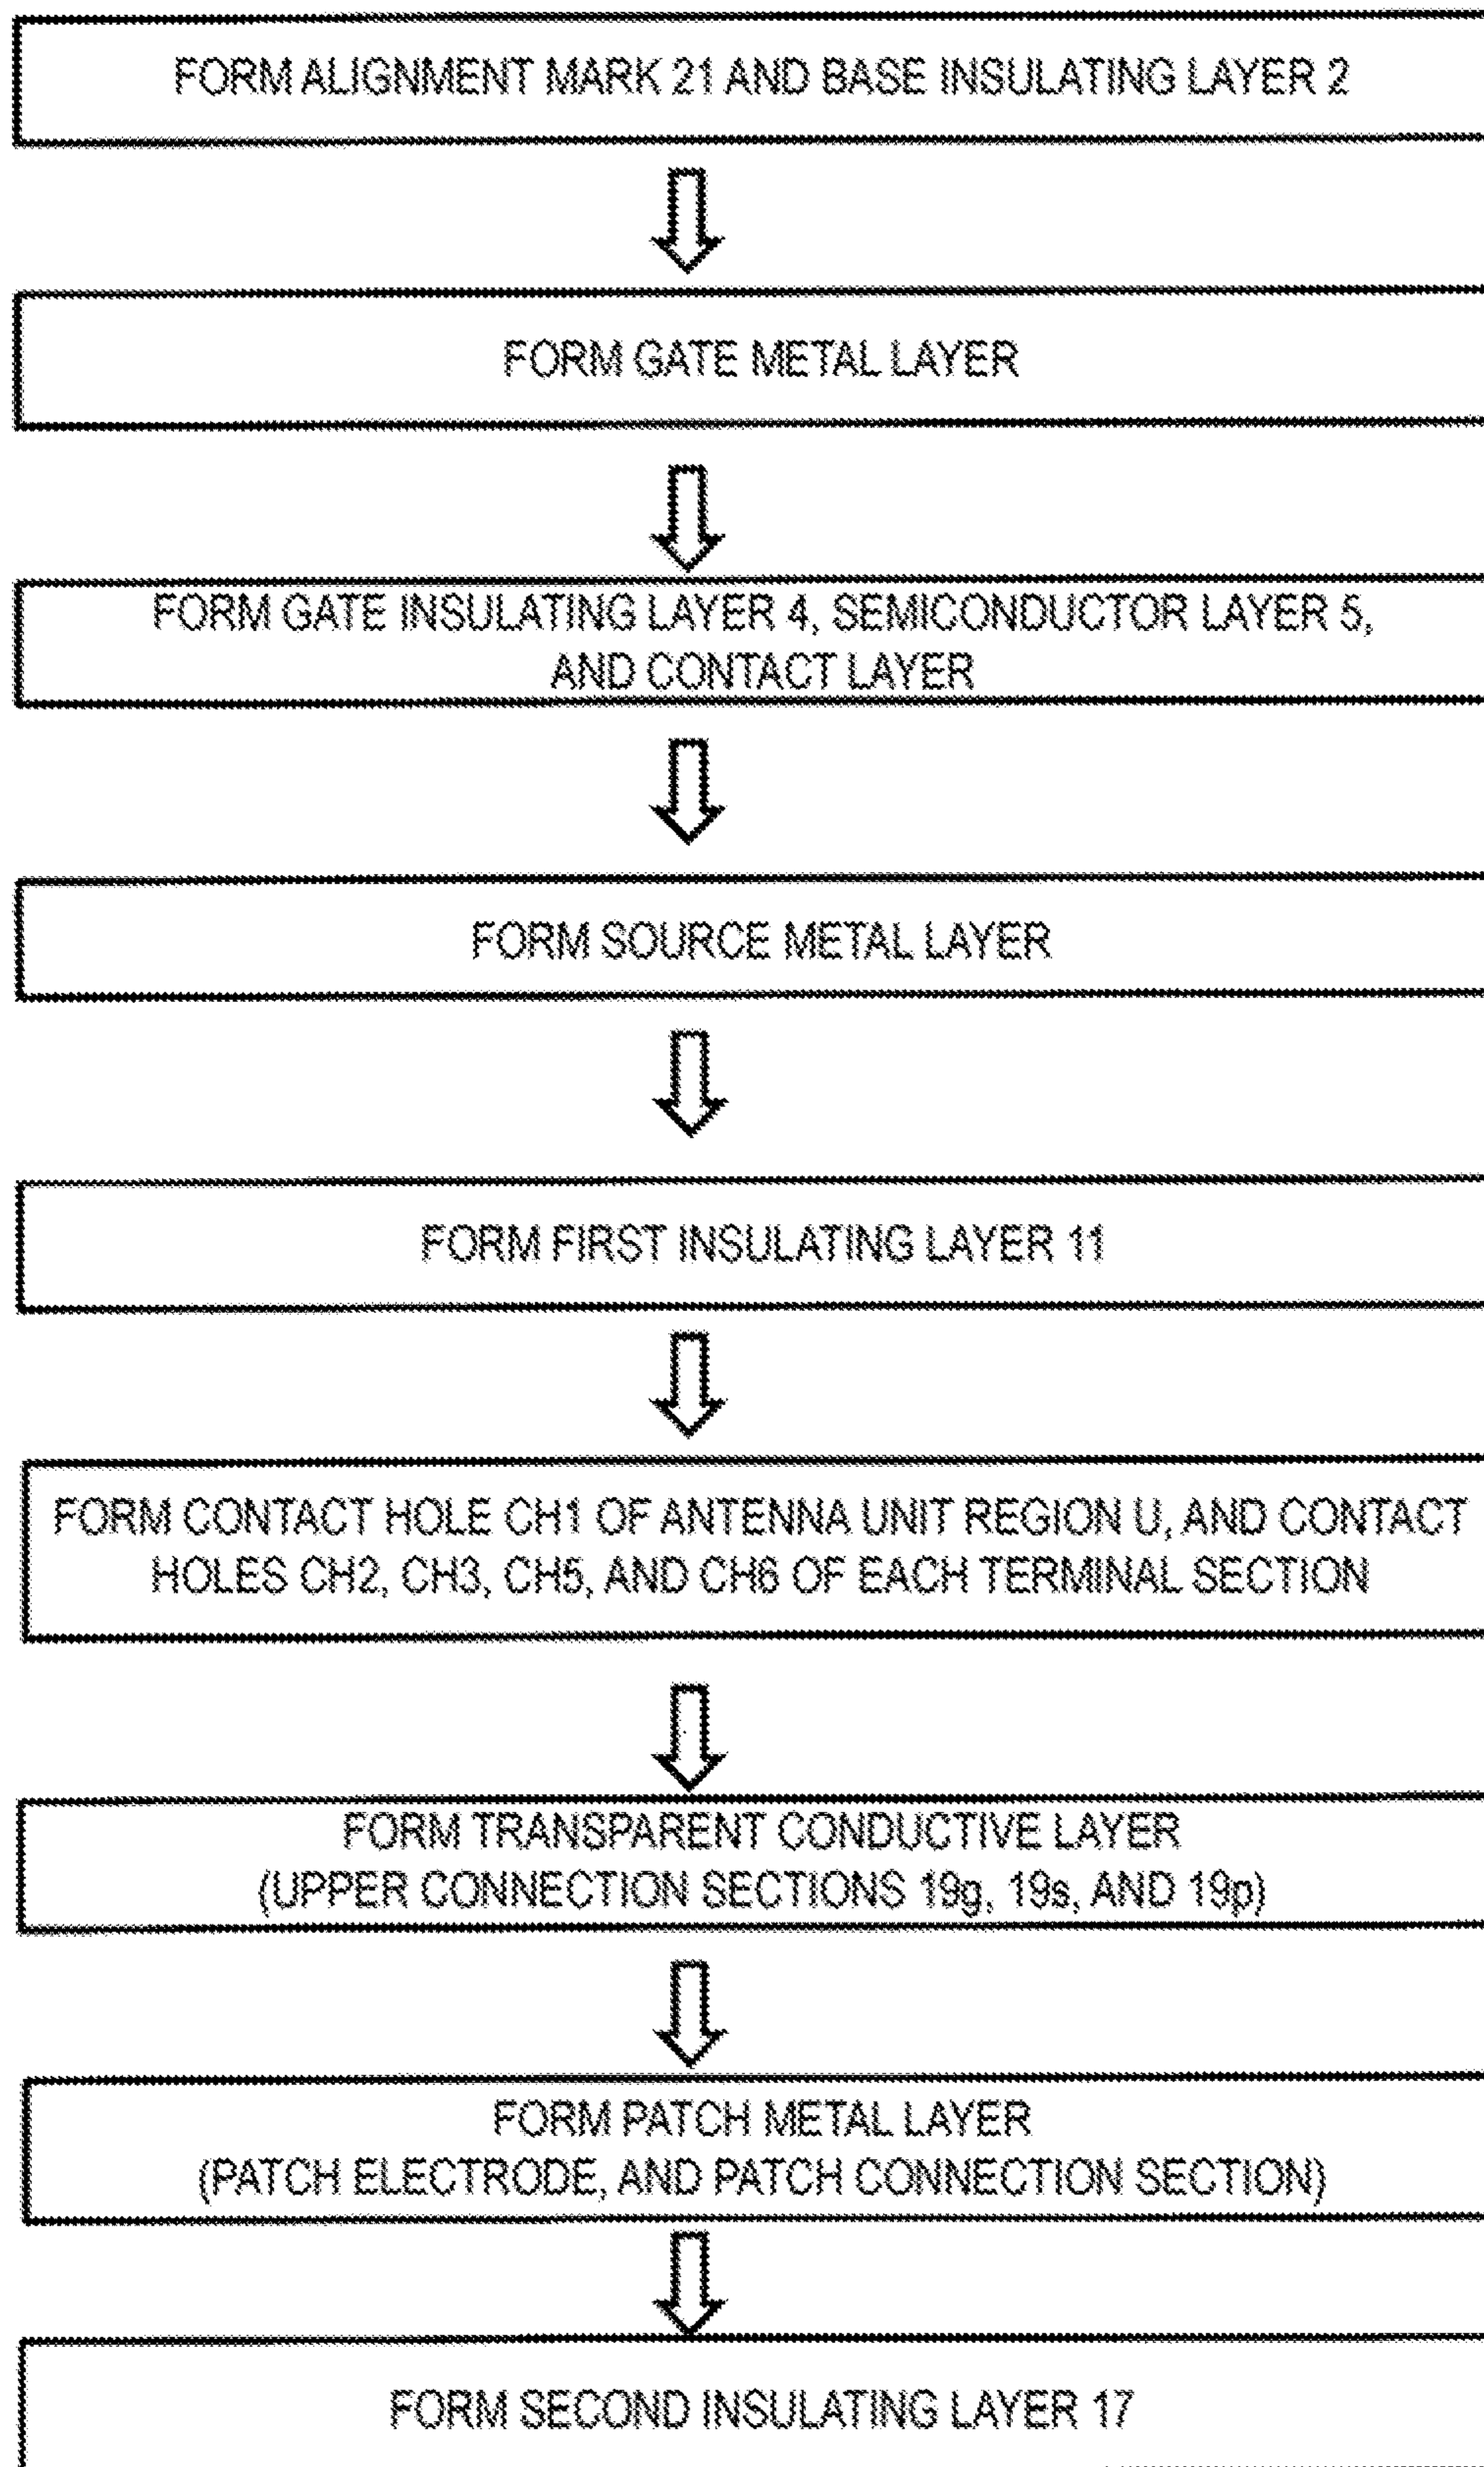 FORM ALIGNMENT MARK 21 AND BASE INSULATING LAYER 2
FORM GATE METAL LAYER
FORM GATE INSULATING LAYER 4, SEMICONDUCTOR LAYER 5,
AND CONTACT LAYER
FORM SOURCE METAL LAYER
FORM FIRST INSULATING LAYER 11
FORM CONTACT HOLE CH1 OF ANTENNA UNIT REGION U, AND CONTACT
HOLES CH2, CH3, CH5, AND CH6 OF EACH TERMINAL SECTION
FORM TRANSPARENT CONDUCTIVE LAYER
(UPPER CONNECTION SECTIONS 19g, 19s, AND 19p)
FORM PATCH METAL LAYER
(PATCH ELECTRODE, AND PATCH CONNECTION SECTION)
FORM SECOND INSULATING LAYER 17